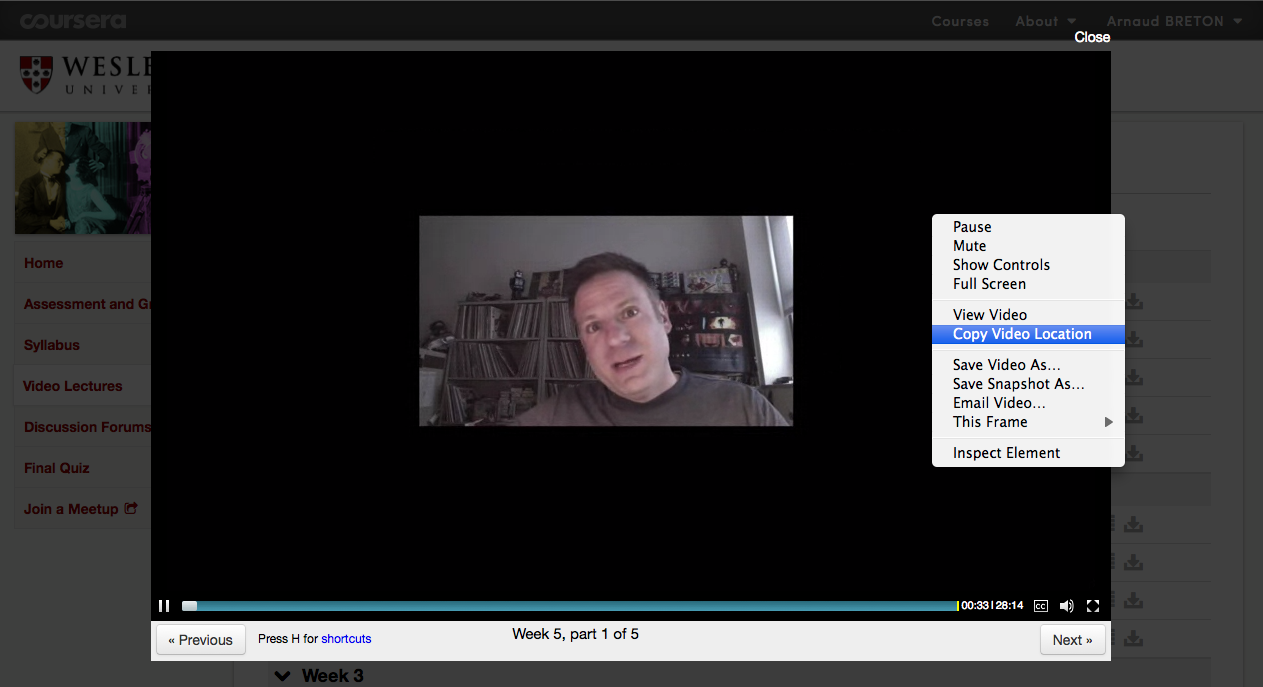 coursera
Courses
About
Arnaud BRETON
Close
WESLE
UNIVER
Home
Assessment and Gr
Syllabus
Video Lectures
Discussion Forums
Final Quiz
Join a Meetup
Pause
Mute
Show Controls
Full Screen
View Video
Copy Video Location
Save Video As…
Save Snapshot As…
Email Video…
This Frame
Inspect Element
00:33 | 28:14
CC
« Previous
Press H for shortcuts
Week 5, part 1 of 5
Next »
Week 3